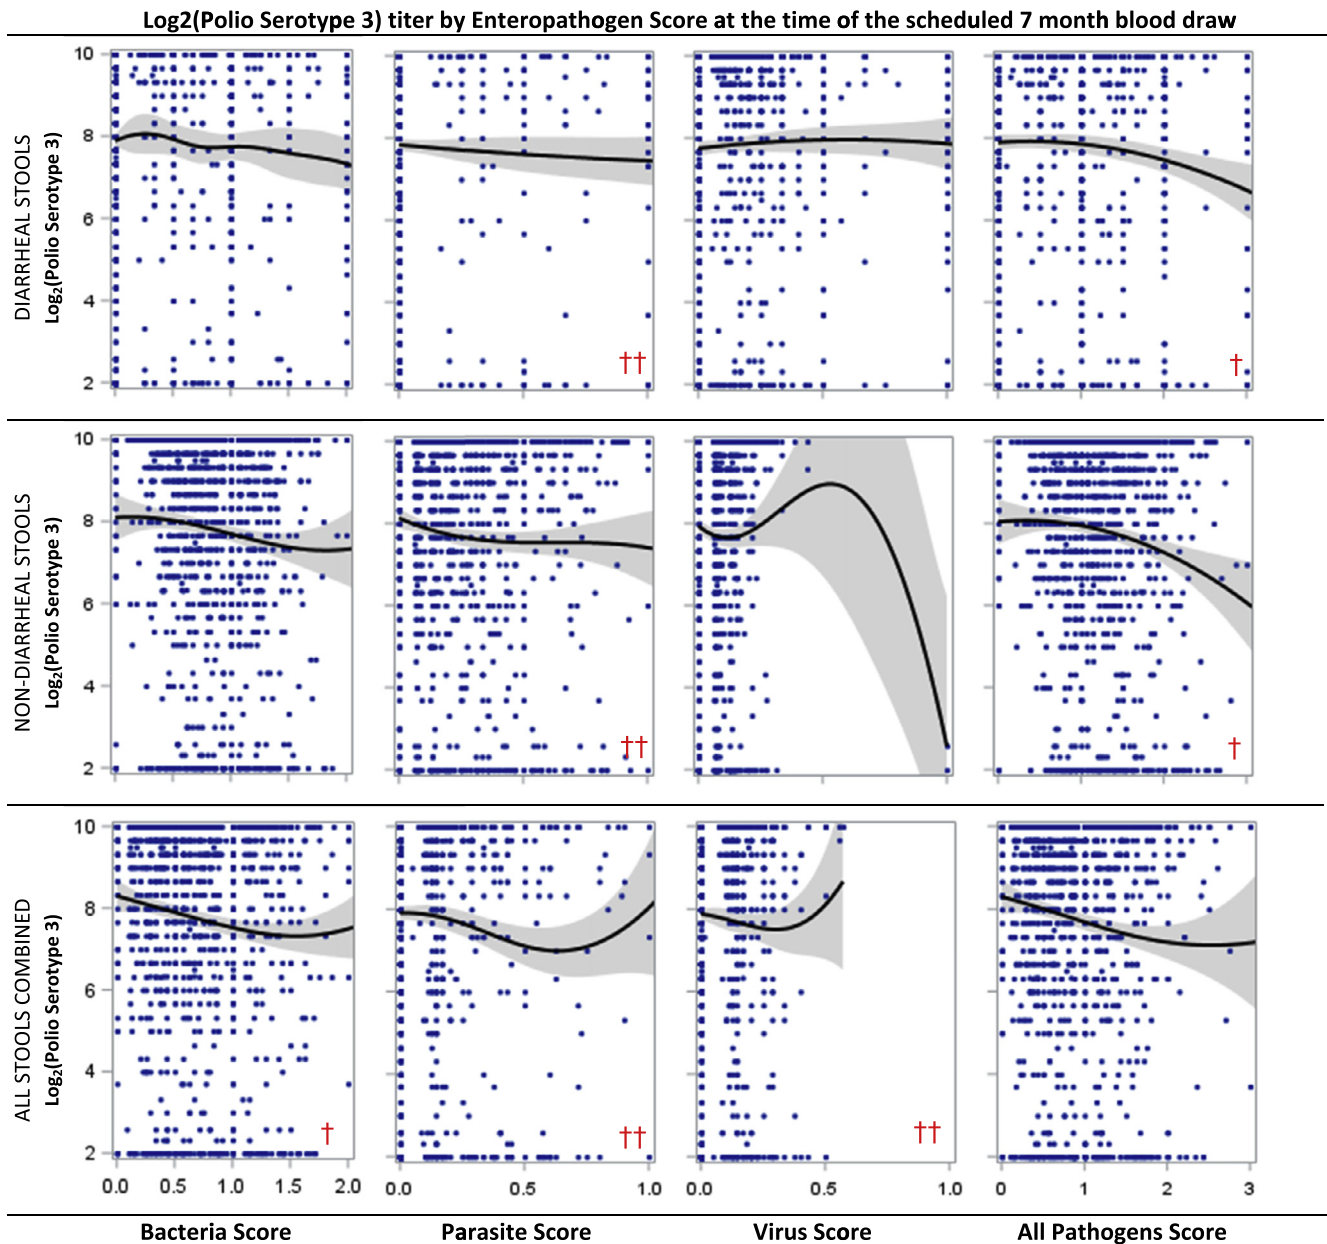 Log2(Polio Serotype 3) titer by Enteropathogen Score at the time of the scheduled 7 month blood draw
DIARRHEAL STOOLS
Log₂(Polio Serotype 3)
10
8
6
4
2
††
†
NON-DIARRHEAL STOOLS
Log₂(Polio Serotype 3)
10
8
6
4
2
††
†
ALL STOOLS COMBINED
Log₂(Polio Serotype 3)
10
8
6
4
2
†
††
††
0.0 0.5 1.0 1.5 2.0
0.0 0.5 1.0
0.0 0.5 1.0
0 1 2 3
Bacteria Score
Parasite Score
Virus Score
All Pathogens Score